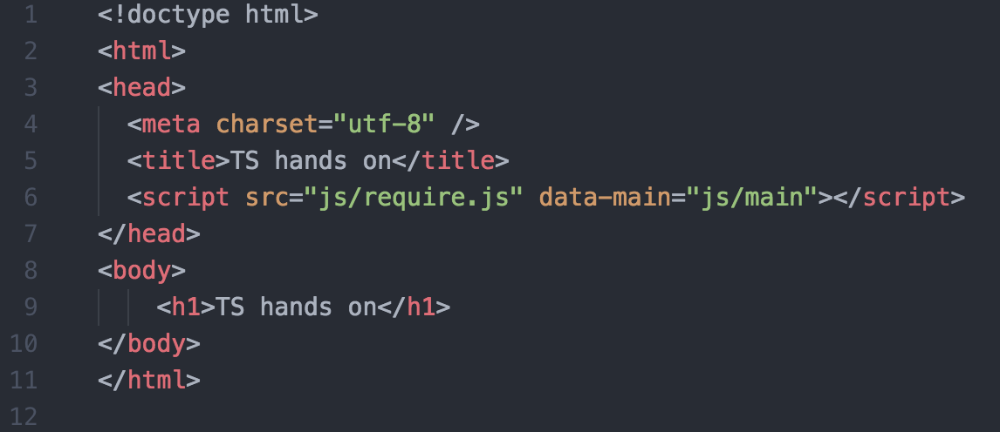 1 <!doctype html>
2 <html>
3 <head>
4   <meta charset="utf-8" />
5   <title>TS hands on</title>
6   <script src="js/require.js" data-main="js/main"></script>
7 </head>
8 <body>
9     <h1>TS hands on</h1>
10 </body>
11 </html>
12